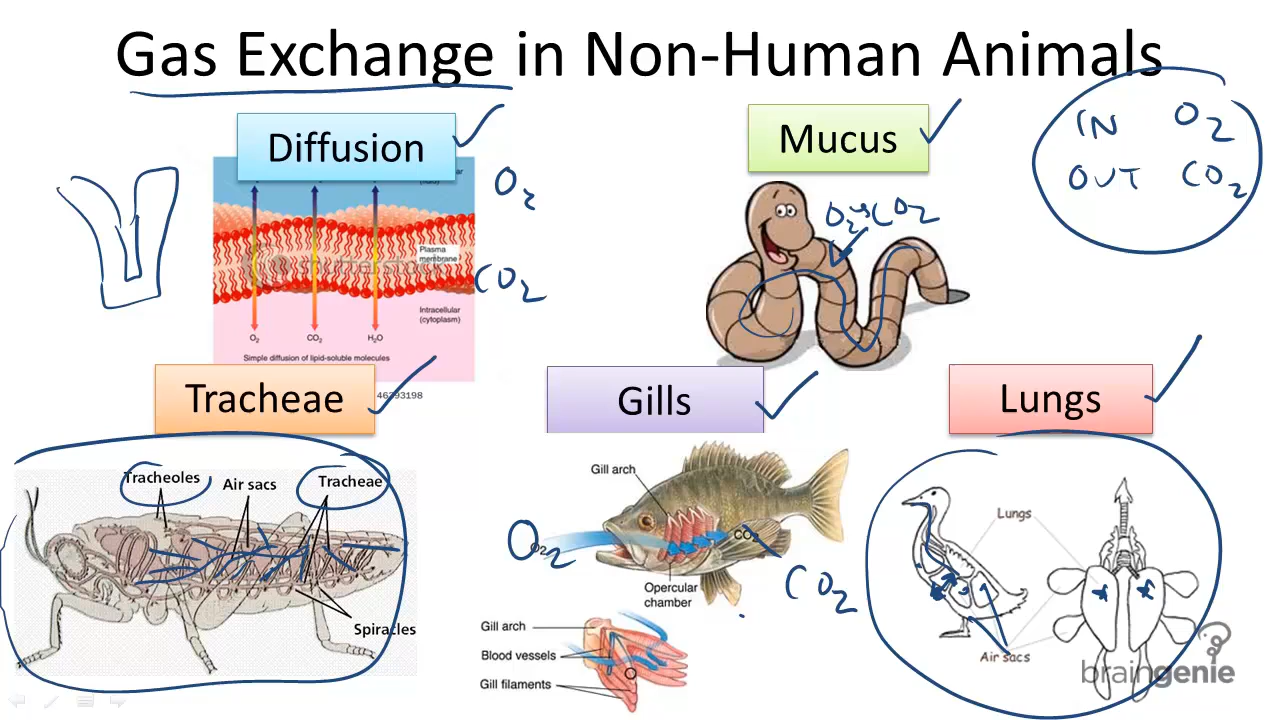 Gas Exchange in Non-Human Animals
Diffusion
Mucus
IN O2
OUT CO2
O2
CO2
Plasma
membrane
Intracellular
(cytoplasm)
O₂ CO₂ H₂O
Simple diffusion of lipid-soluble molecules
O2 CO2
Tracheae
Gills
Lungs
Tracheoles
Air sacs
Tracheae
Spiracles
Gill arch
O2
O₂
CO₂
CO2
Opercular
chamber
Gill arch
Blood vessels
Gill filaments
Lungs
Air sacs
braingenie